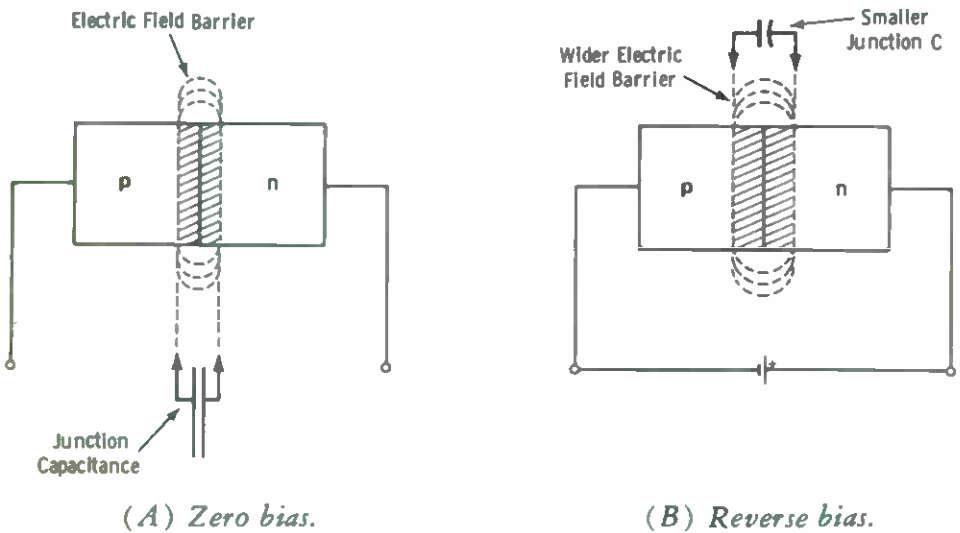 Electric Field Barrier
p
n
Junction
Capacitance
(A) Zero bias.
Smaller
Junction C
Wider Electric
Field Barrier
p
n
+
(B) Reverse bias.